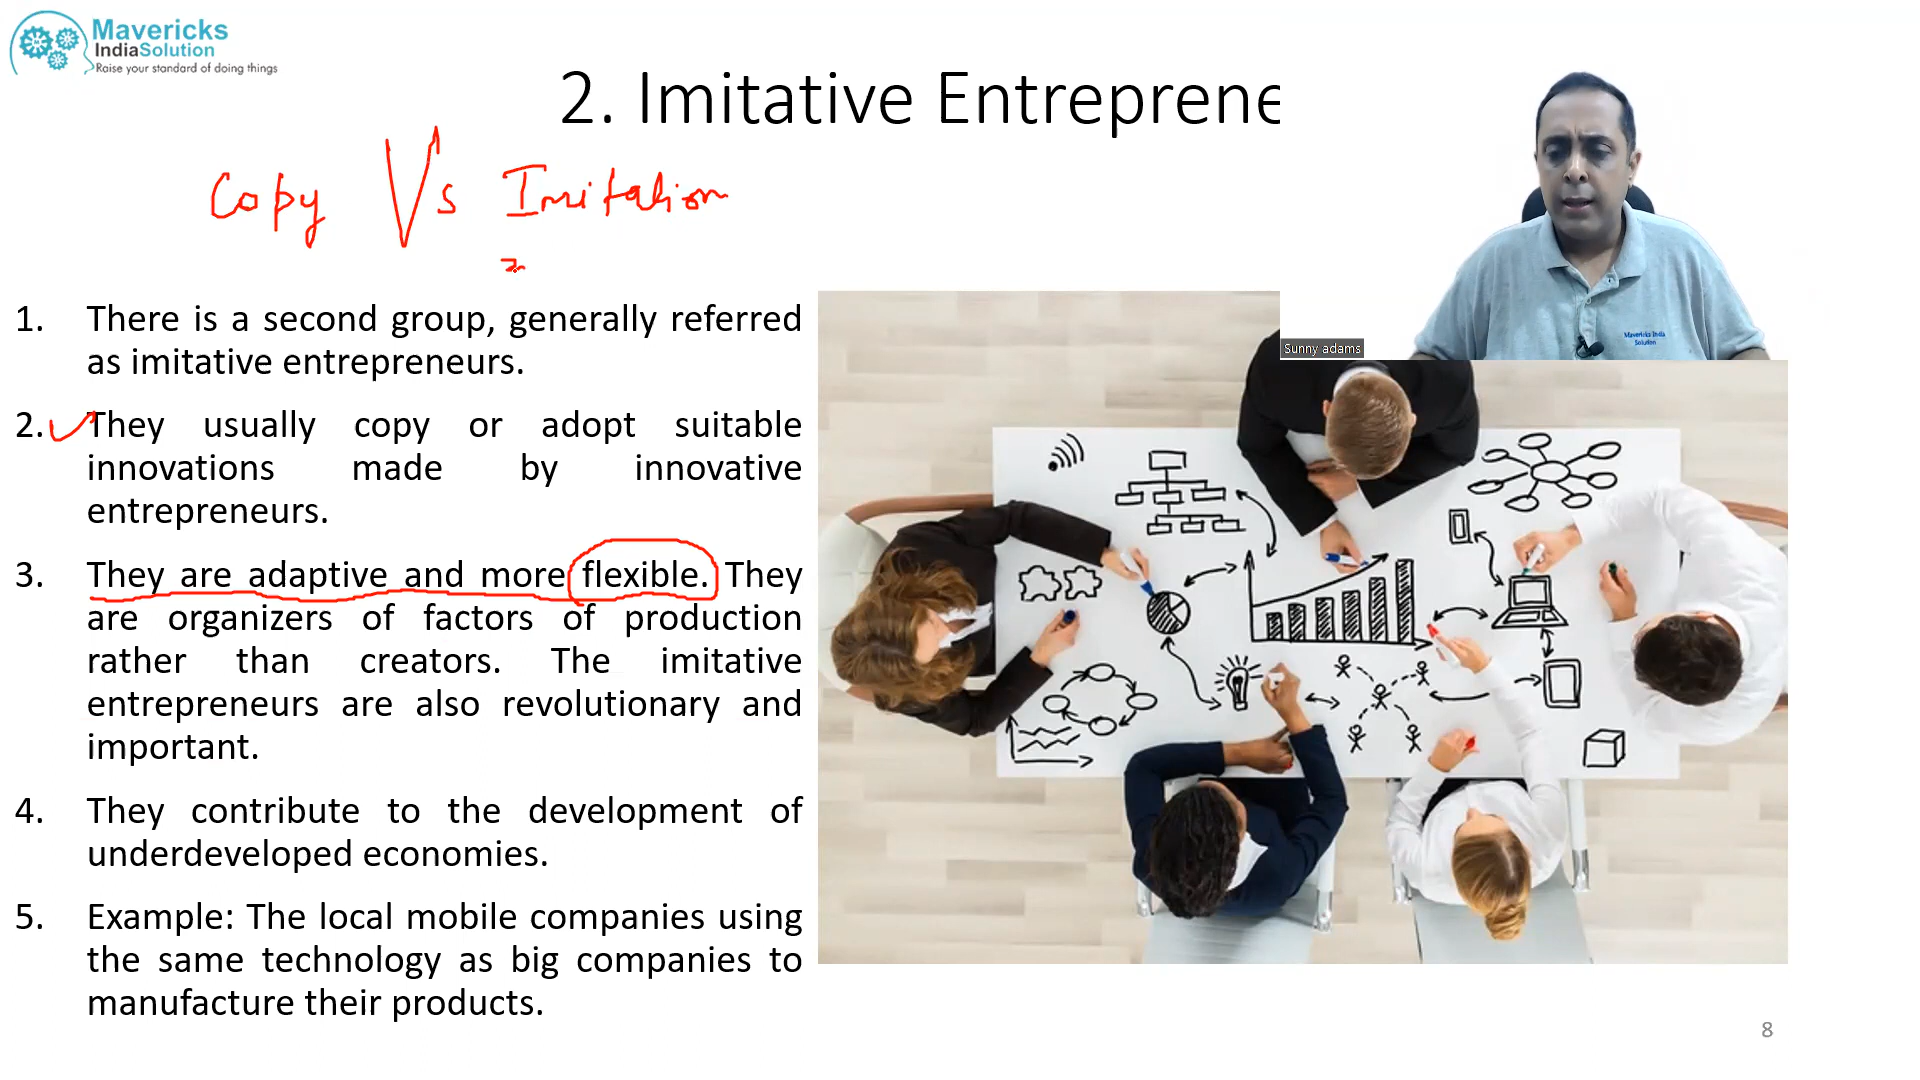 Mavericks
IndiaSolution
Raise your standard of doing things
2. Imitative Entreprene
Copy Vs Imitation
Sunny adams
Mavericks India
Solution
1. There is a second group, generally referred
as imitative entrepreneurs.
2. They usually copy or adopt suitable
innovations made by innovative
entrepreneurs.
3. They are adaptive and more flexible. They
are organizers of factors of production
rather than creators. The imitative
entrepreneurs are also revolutionary and
important.
4. They contribute to the development of
underdeveloped economies.
5. Example: The local mobile companies using
the same technology as big companies to
manufacture their products.
8